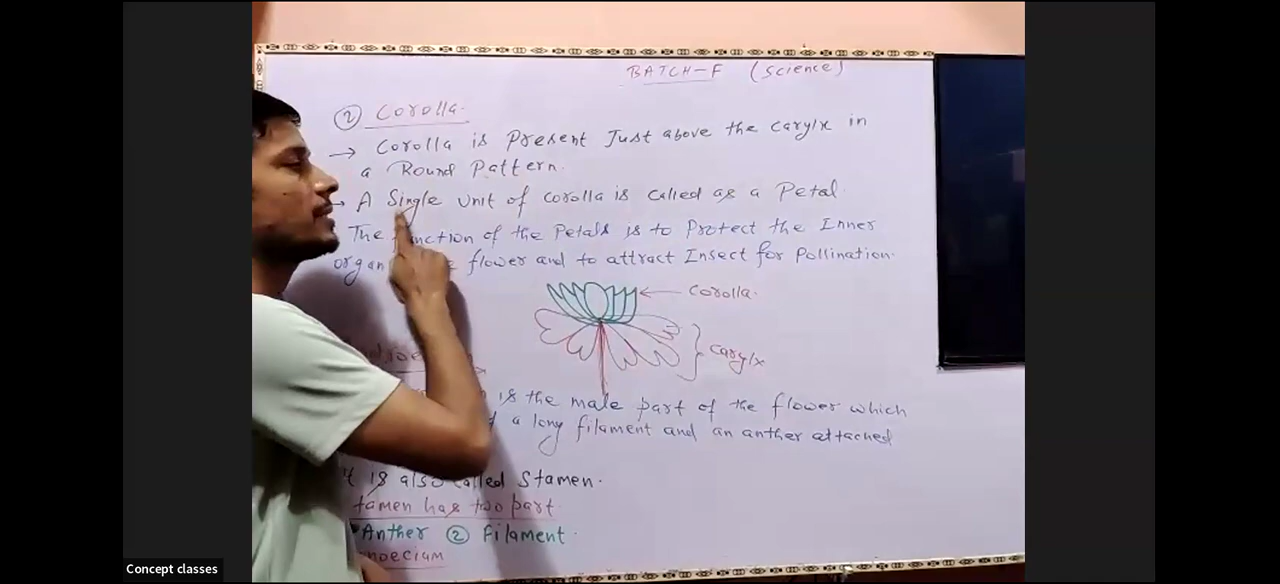 BATCH-F (Science)
② Corolla.
→ Corolla is Present Just above the Carylx in
a Round Pattern.
→ A Single Unit of Corolla is Called as a Petal.
The nction of the Petals is to Protect the Inner
organ flower and to attract Insect for Pollination.
Corolla.
Carylx
is the male part of the flower which
a long filament and an anther attached
is also called Stamen.
tamen has two part
Anther ② Filament.
noecium
Concept classes